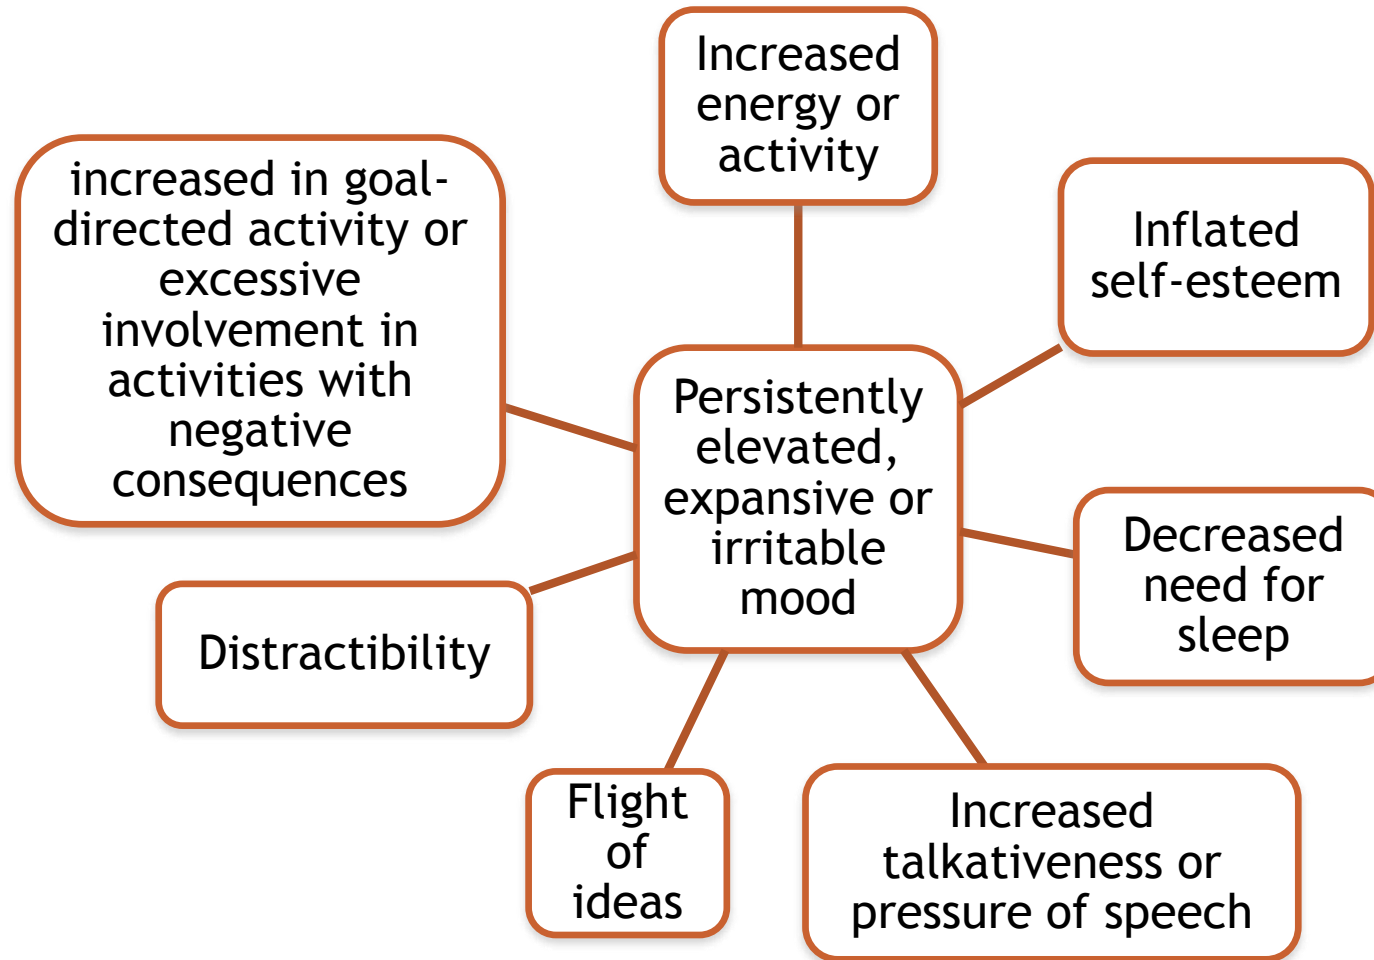 Increased
energy or
activity
Inflated
self-esteem
Decreased
need for
sleep
Increased
talkativeness or
pressure of speech
Flight
of
ideas
Distractibility
increased in goal-
directed activity or
excessive
involvement in
activities with
negative
consequences
Persistently
elevated,
expansive or
irritable
mood